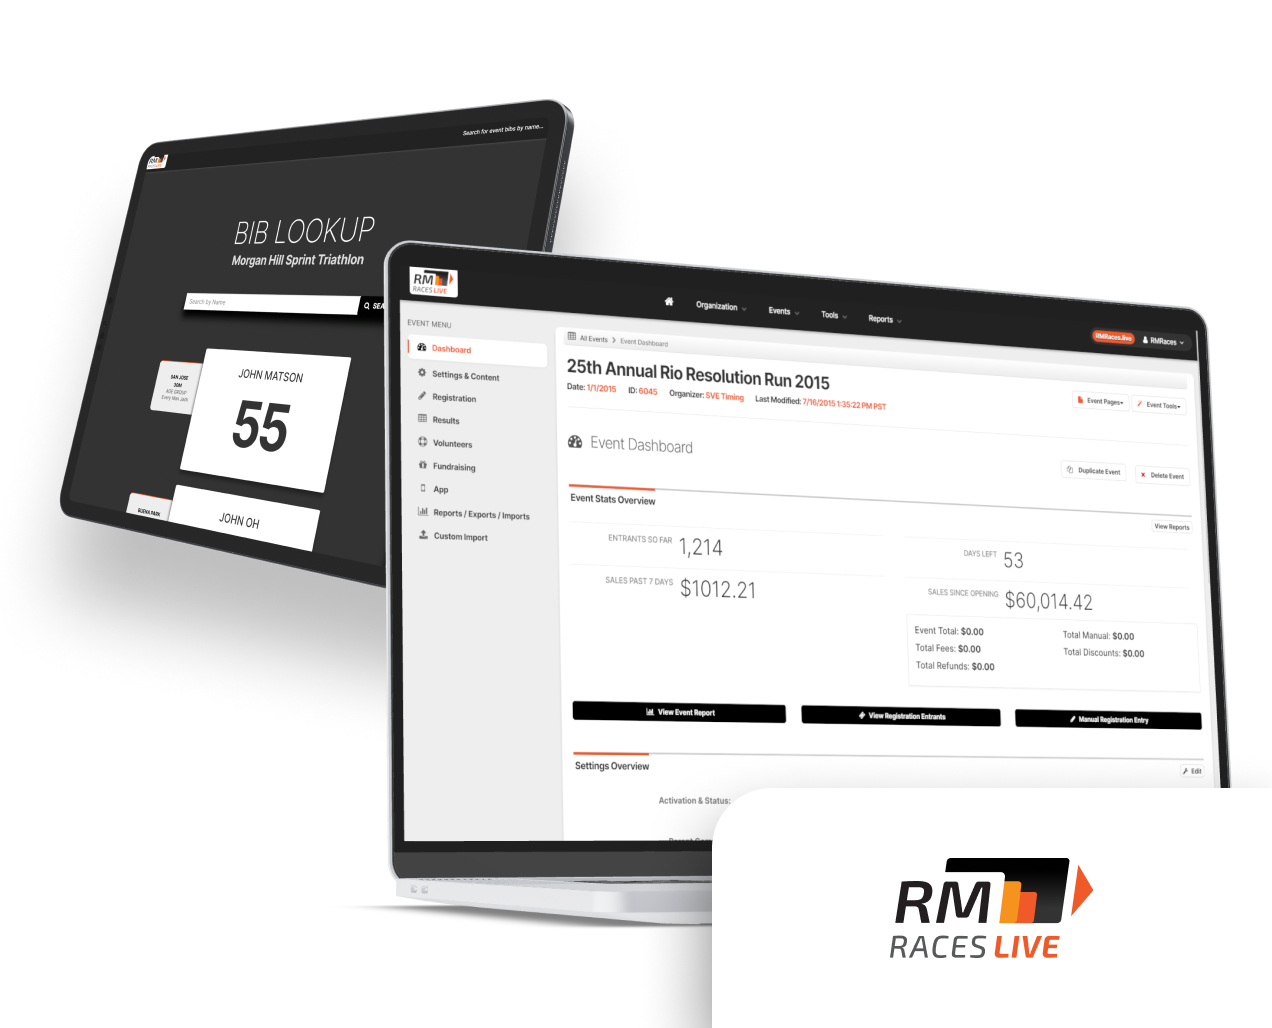 RM
RACES LIVE
Search for event bibs by name...
BIB LOOKUP
Morgan Hill Sprint Triathlon
Search by Name
SEA
SAN JOSE
30M
AGE GROUP
Every Man Jack
JOHN MATSON
55
BUENA PARK
JOHN OH
RM
RACES LIVE
Organization
Events
Tools
Reports
RMRaces.live
RMRaces
EVENT MENU
Dashboard
Settings & Content
Registration
Results
Volunteers
Fundraising
App
Reports / Exports / Imports
Custom Import
All Events > Event Dashboard
25th Annual Rio Resolution Run 2015
Date: 1/1/2015 ID: 6045 Organizer: SVE Timing Last Modified: 7/16/2015 1:35:22 PM PST
Event Pages
Event Tools
Event Dashboard
Duplicate Event
Delete Event
Event Stats Overview
View Reports
ENTRANTS SO FAR 1,214
DAYS LEFT 53
SALES PAST 7 DAYS $1012.21
SALES SINCE OPENING $60,014.42
Event Total: $0.00
Total Manual: $0.00
Total Fees: $0.00
Total Discounts: $0.00
Total Refunds: $0.00
View Event Report
View Registration Entrants
Manual Registration Entry
Settings Overview
Edit
Activation & Status:
RM
RACES LIVE